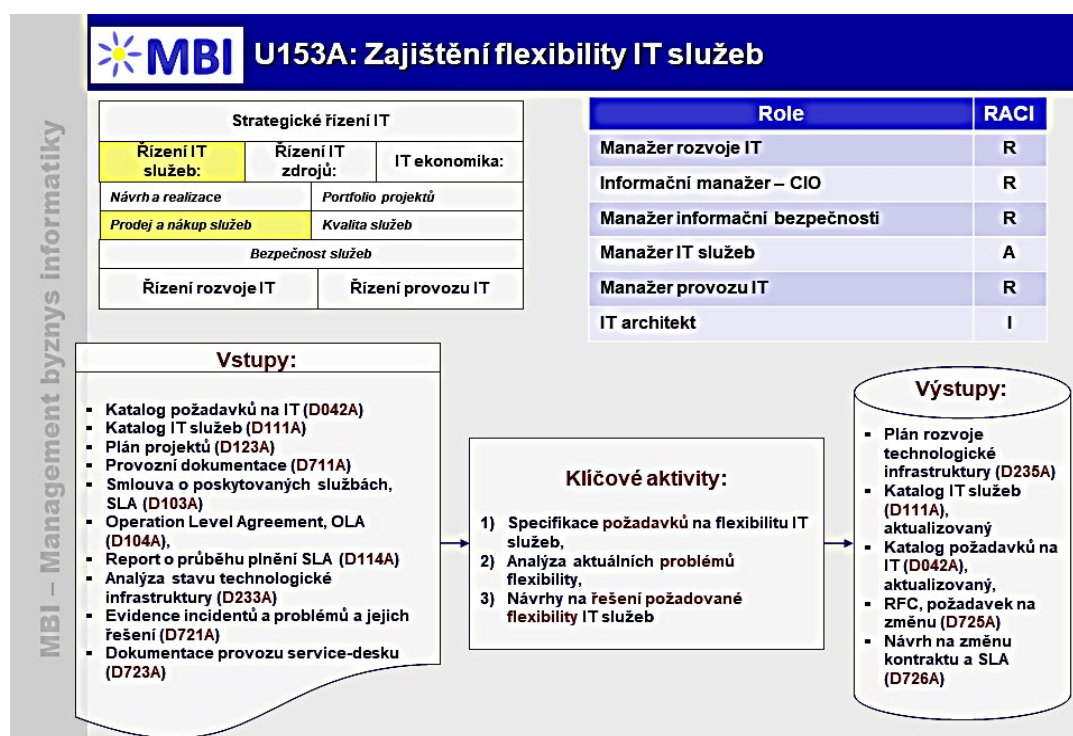 MBI
U153A: Zajištění flexibility IT služeb
MBI – Management byznys informatiky
Strategické řízení IT
Řízení IT
služeb:
Řízení IT
zdrojů:
IT ekonomika:
Návrh a realizace
Portfolio projektů
Prodej a nákup služeb
Kvalita služeb
Bezpečnost služeb
Řízení rozvoje IT
Řízení provozu IT
Role RACI
Manažer rozvoje IT R
Informační manažer – CIO R
Manažer informační bezpečnosti R
Manažer IT služeb A
Manažer provozu IT R
IT architekt I
Vstupy:
▪ Katalog požadavků na IT (D042A)
▪ Katalog IT služeb (D111A)
▪ Plán projektů (D123A)
▪ Provozní dokumentace (D711A)
▪ Smlouva o poskytovaných službách,
SLA (D103A)
▪ Operation Level Agreement, OLA
(D104A),
▪ Report o průběhu plnění SLA (D114A)
▪ Analýza stavu technologické
infrastruktury (D233A)
▪ Evidence incidentů a problémů a jejich
řešení (D721A)
▪ Dokumentace provozu service-desku
(D723A)
Klíčové aktivity:
1) Specifikace požadavků na flexibilitu IT
služeb,
2) Analýza aktuálních problémů
flexibility,
3) Návrhy na řešení požadované
flexibility IT služeb
Výstupy:
▪ Plán rozvoje
technologické
infrastruktury (D235A)
▪ Katalog IT služeb
(D111A),
aktualizovaný
▪ Katalog požadavků na
IT (D042A),
aktualizovaný,
▪ RFC, požadavek na
změnu (D725A)
▪ Návrh na změnu
kontraktu a SLA
(D726A)